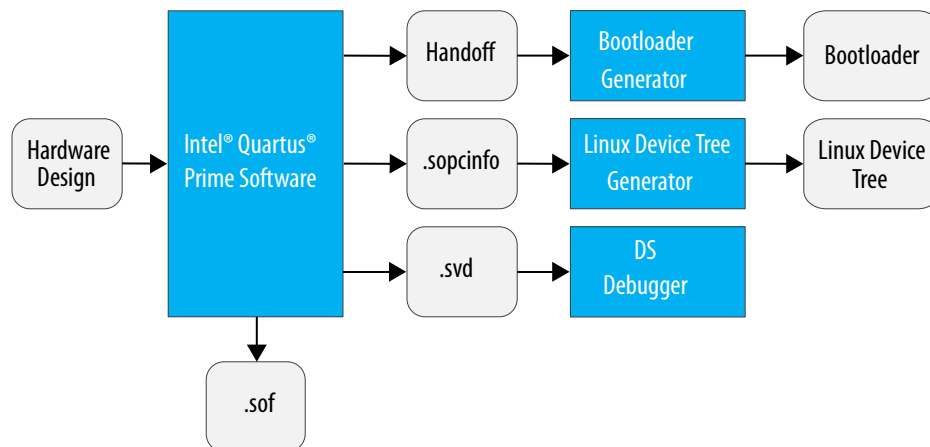 Handoff
Bootloader
Generator
Bootloader
Hardware
Design
Intel® Quartus®
Prime Software
.sopcinfo
Linux Device Tree
Generator
Linux Device
Tree
.svd
DS
Debugger
.sof